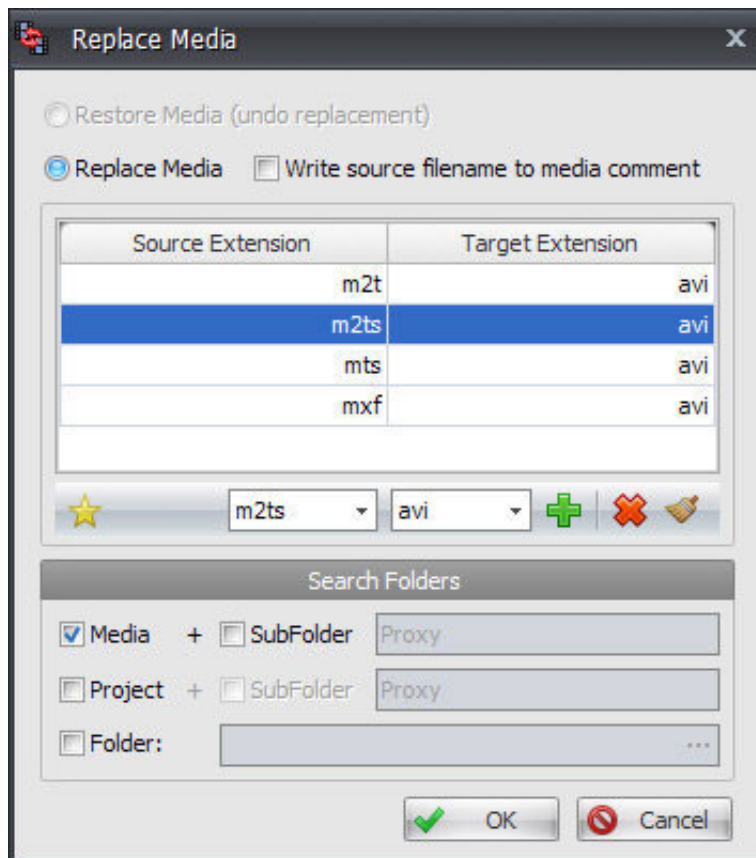 Replace Media
Restore Media (undo replacement)
Replace Media Write source filename to media comment
Source Extension Target Extension
m2t avi
m2ts avi
mts avi
mxf avi
m2ts avi
Search Folders
Media + SubFolder Proxy
Project + SubFolder Proxy
Folder: ...
OK Cancel